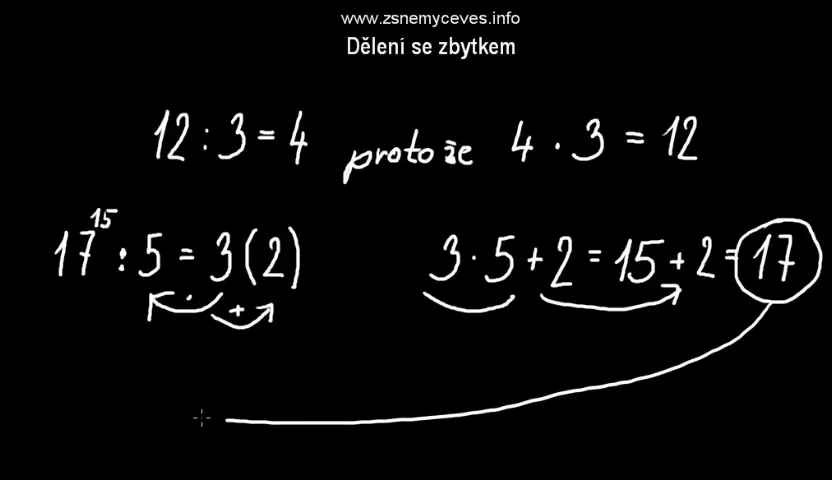 www.zsnemyceves.info
Dělení se zbytkem
12 : 3 = 4 protože 4 · 3 = 12
15
17 : 5 = 3 (2) 3 · 5 + 2 = 15 + 2 = 17
· +